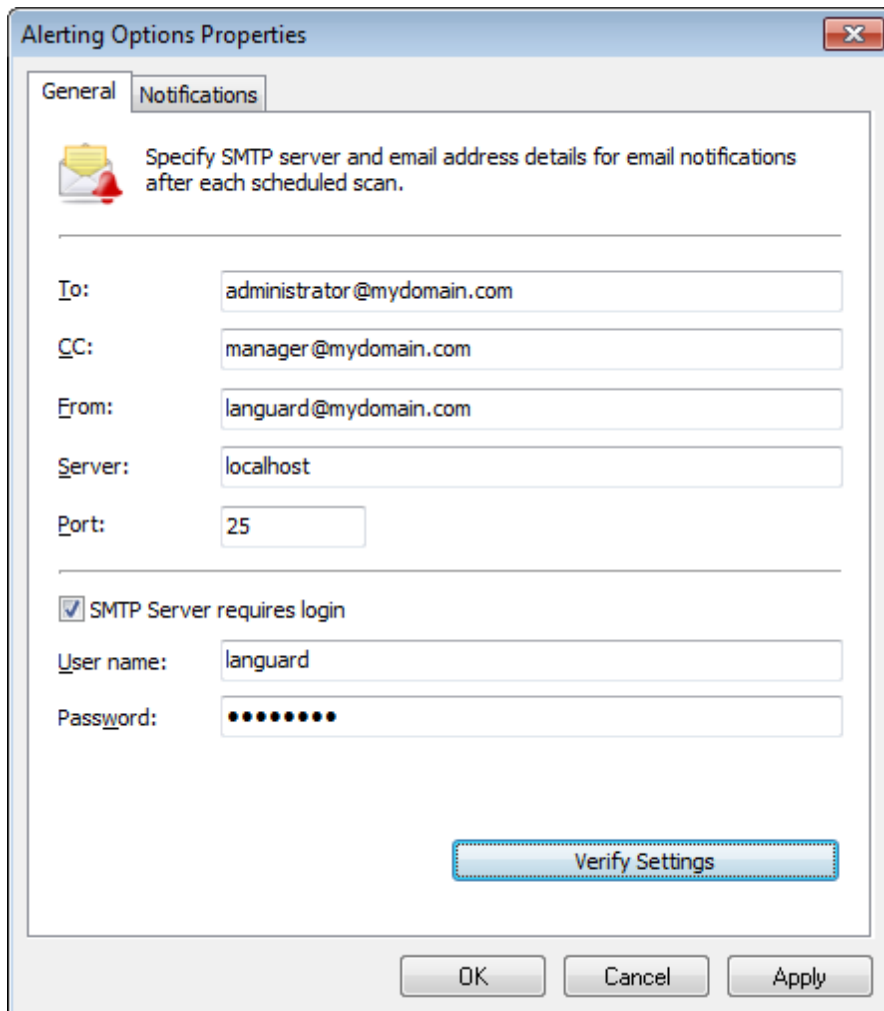 Alerting Options Properties
General
Notifications
Specify SMTP server and email address details for email notifications
after each scheduled scan.
To:
administrator@mydomain.com
CC:
manager@mydomain.com
From:
languard@mydomain.com
Server:
localhost
Port:
25
SMTP Server requires login
User name:
languard
Password:
••••••••
Verify Settings
OK
Cancel
Apply